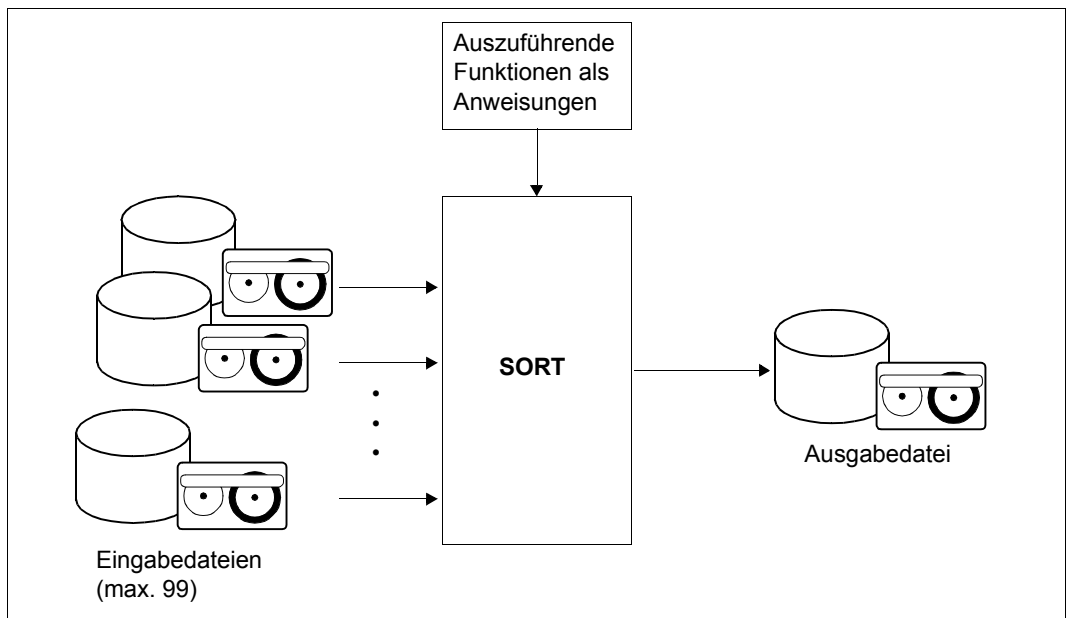 Auszuführende
Funktionen als
Anweisungen
SORT
Ausgabedatei
Eingabedateien
(max. 99)